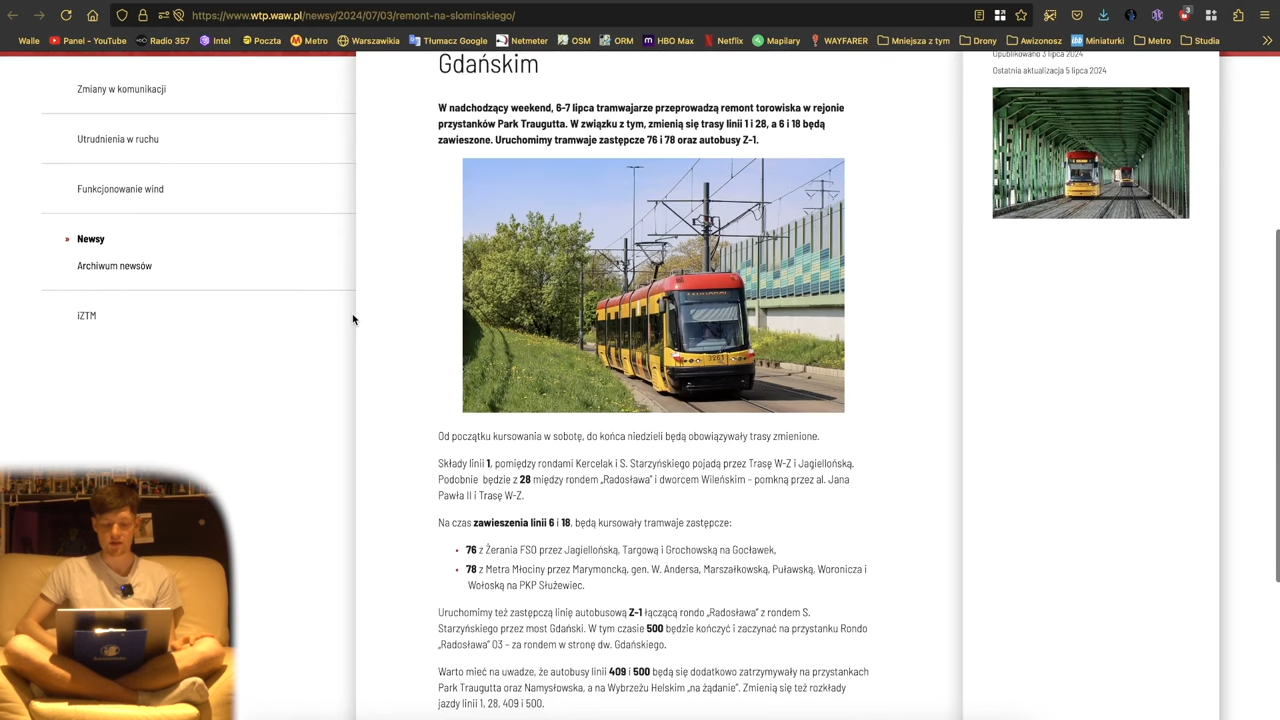 https://www.wtp.waw.pl/newsy/2024/07/03/remont-na-slominskiego/
3
Walle Panel - YouTube Radio 357 Intel Poczta Metro Warszawikia Tłumacz Google Netmeter OSM ORM HBO Max Netflix Mapilary WAYFARER Mniejsza z tym Drony Awizonosz Miniaturki Metro Studia
Zmiany w komunikacji
Utrudnienia w ruchu
Funkcjonowanie wind
» Newsy
Archiwum newsów
iZTM
Gdańskim
W nadchodzący weekend, 6-7 lipca tramwajarze przeprowadzą remont torowiska w rejonie
przystanków Park Traugutta. W związku z tym, zmienią się trasy linii 1 i 28, a 6 i 18 będą
zawieszone. Uruchomimy tramwaje zastępcze 76 i 78 oraz autobusy Z-1.
3261
Od początku kursowania w sobotę, do końca niedzieli będą obowiązywały trasy zmienione.
Składy linii 1, pomiędzy rondami Kercelak i S. Starzyńskiego pojadą przez Trasę W-Z i Jagiellońską.
Podobnie będzie z 28 między rondem „Radosława” i dworcem Wileńskim – pomkną przez al. Jana
Pawła II i Trasę W-Z.
Na czas zawieszenia linii 6 i 18, będą kursowały tramwaje zastępcze:
• 76 z Żerania FSO przez Jagiellońską, Targową i Grochowską na Gocławek,
• 78 z Metra Młociny przez Marymoncką, gen. W. Andersa, Marszałkowską, Puławską, Woronicza i
Wołoską na PKP Służewiec.
Uruchomimy też zastępczą linię autobusową Z-1 łączącą rondo „Radosława” z rondem S.
Starzyńskiego przez most Gdański. W tym czasie 500 będzie kończyć i zaczynać na przystanku Rondo
„Radosława” 03 – za rondem w stronę dw. Gdańskiego.
Warto mieć na uwadze, że autobusy linii 409 i 500 będą się dodatkowo zatrzymywały na przystankach
Park Traugutta oraz Namysłowska, a na Wybrzeżu Helskim „na żądanie”. Zmienią się też rozkłady
jazdy linii 1, 28, 409 i 500.
Opublikowano 3 lipca 2024
Ostatnia aktualizacja 5 lipca 2024